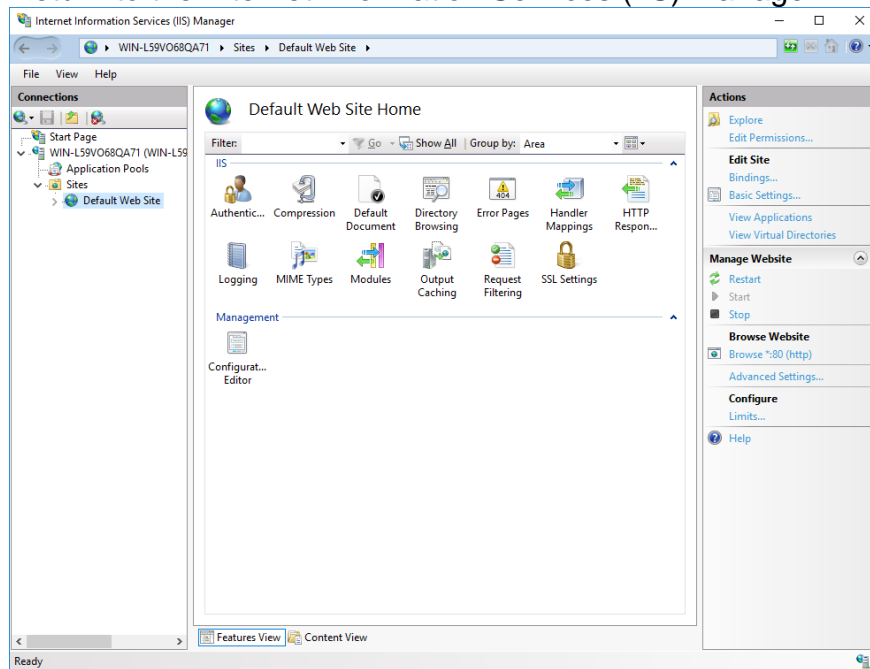 Internet Information Services (IIS) Manager
WIN-L59VO68QA71 Sites Default Web Site
File View Help
Connections
Start Page
WIN-L59VO68QA71 (WIN-L59
Application Pools
Sites
Default Web Site
Default Web Site Home
Filter: Go Show All Group by: Area
IIS
Authentic... Compression Default Document Directory Browsing Error Pages Handler Mappings HTTP Respon...
Logging MIME Types Modules Output Caching Request Filtering SSL Settings
Management
Configurat... Editor
Features View Content View
Actions
Explore
Edit Permissions...
Edit Site
Bindings...
Basic Settings...
View Applications
View Virtual Directories
Manage Website
Restart
Start
Stop
Browse Website
Browse *:80 (http)
Advanced Settings...
Configure
Limits...
Help
Ready